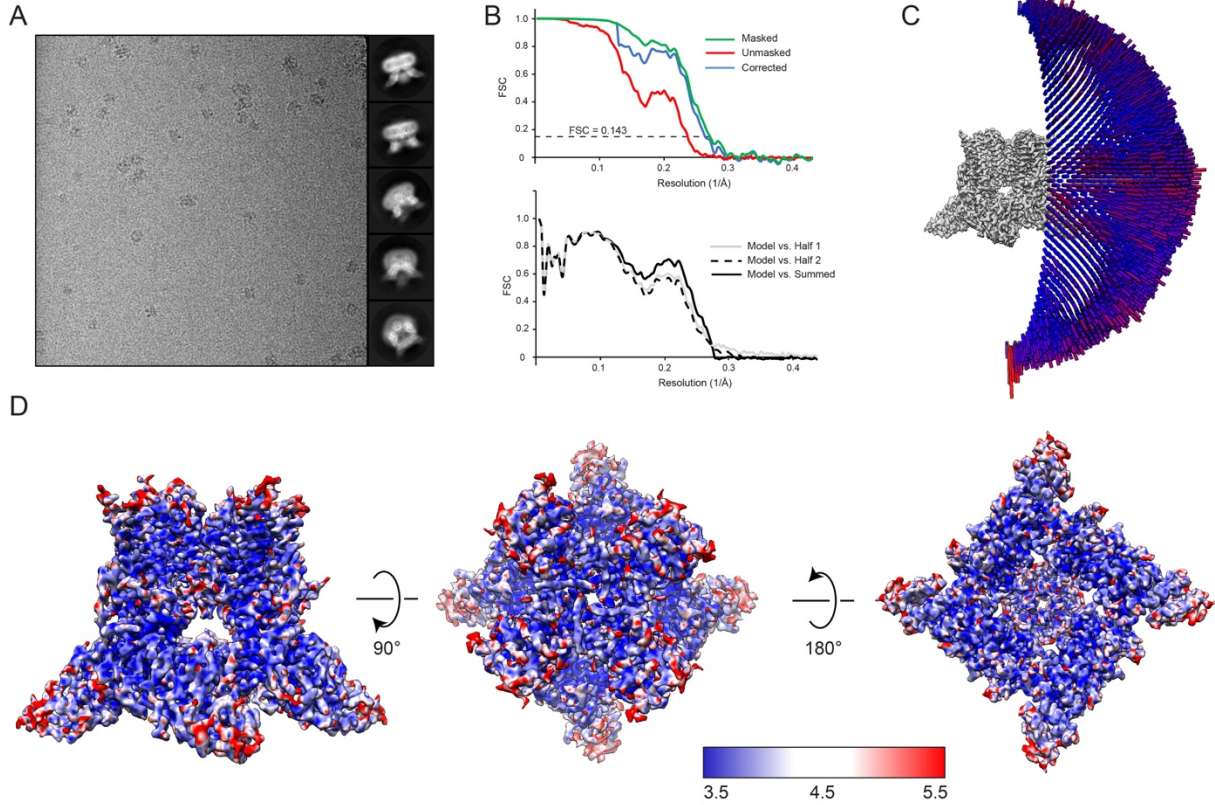 A
B
C
1.0
0.8
0.6
0.4
0.2
0
FSC
Masked
Unmasked
Corrected
FSC = 0.143
0.1
0.2
0.3
0.4
Resolution (1/Å)
1.0
0.8
0.6
0.4
0.2
0
FSC
Model vs. Half 1
Model vs. Half 2
Model vs. Summed
0.1
0.2
0.3
0.4
Resolution (1/Å)
D
90°
180°
3.5
4.5
5.5